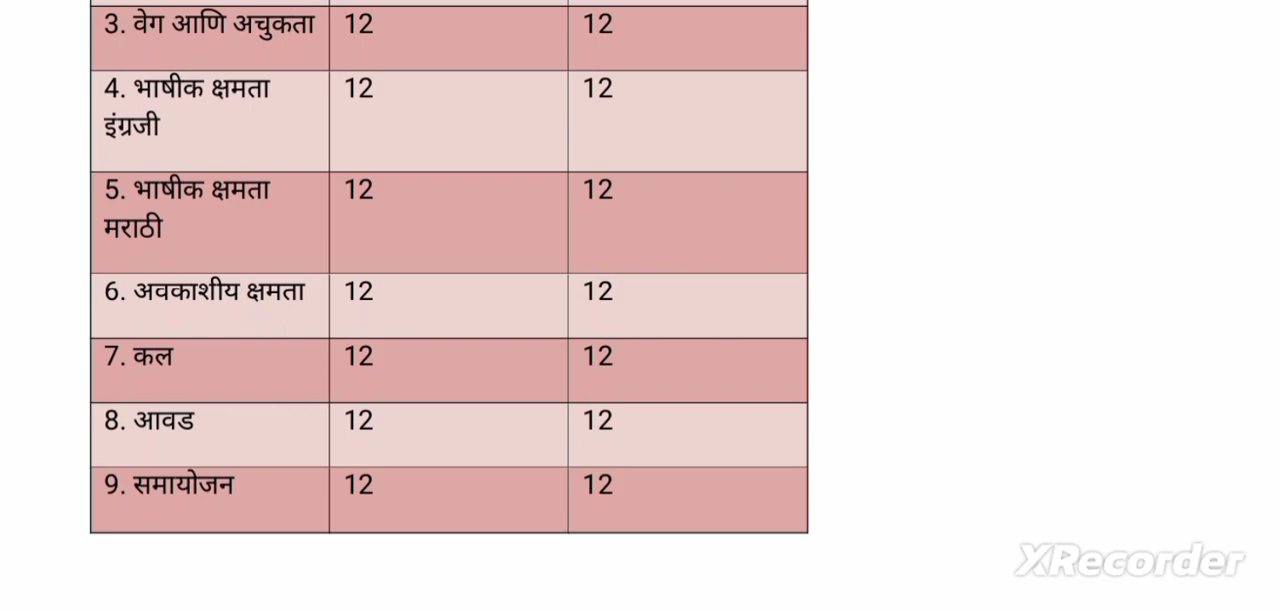 3. वेग आणि अचुकता 12 12
4. भाषीक क्षमता 12 12
इंग्रजी
5. भाषीक क्षमता 12 12
मराठी
6. अवकाशीय क्षमता 12 12
7. कल 12 12
8. आवड 12 12
9. समायोजन 12 12
XRecorder